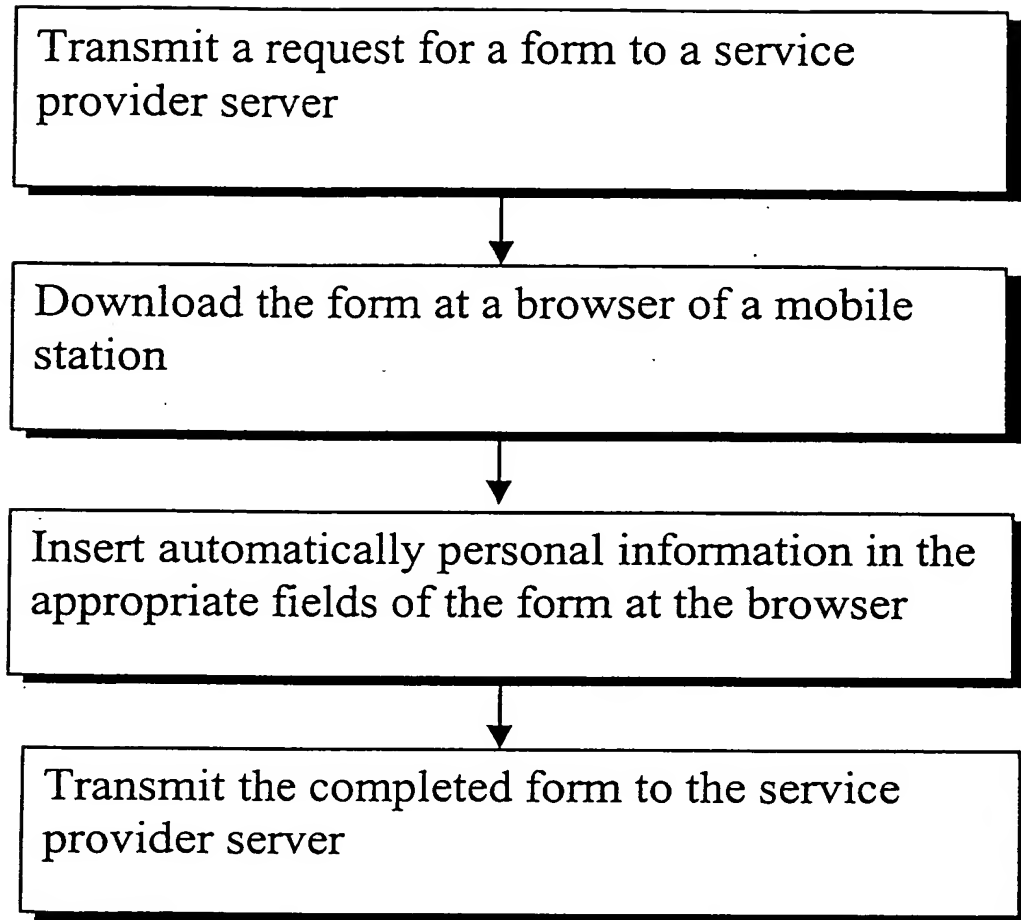 Transmit a request for a form to a service
provider server
Download the form at a browser of a mobile
station
Insert automatically personal information in the
appropriate fields of the form at the browser
Transmit the completed form to the service
provider server